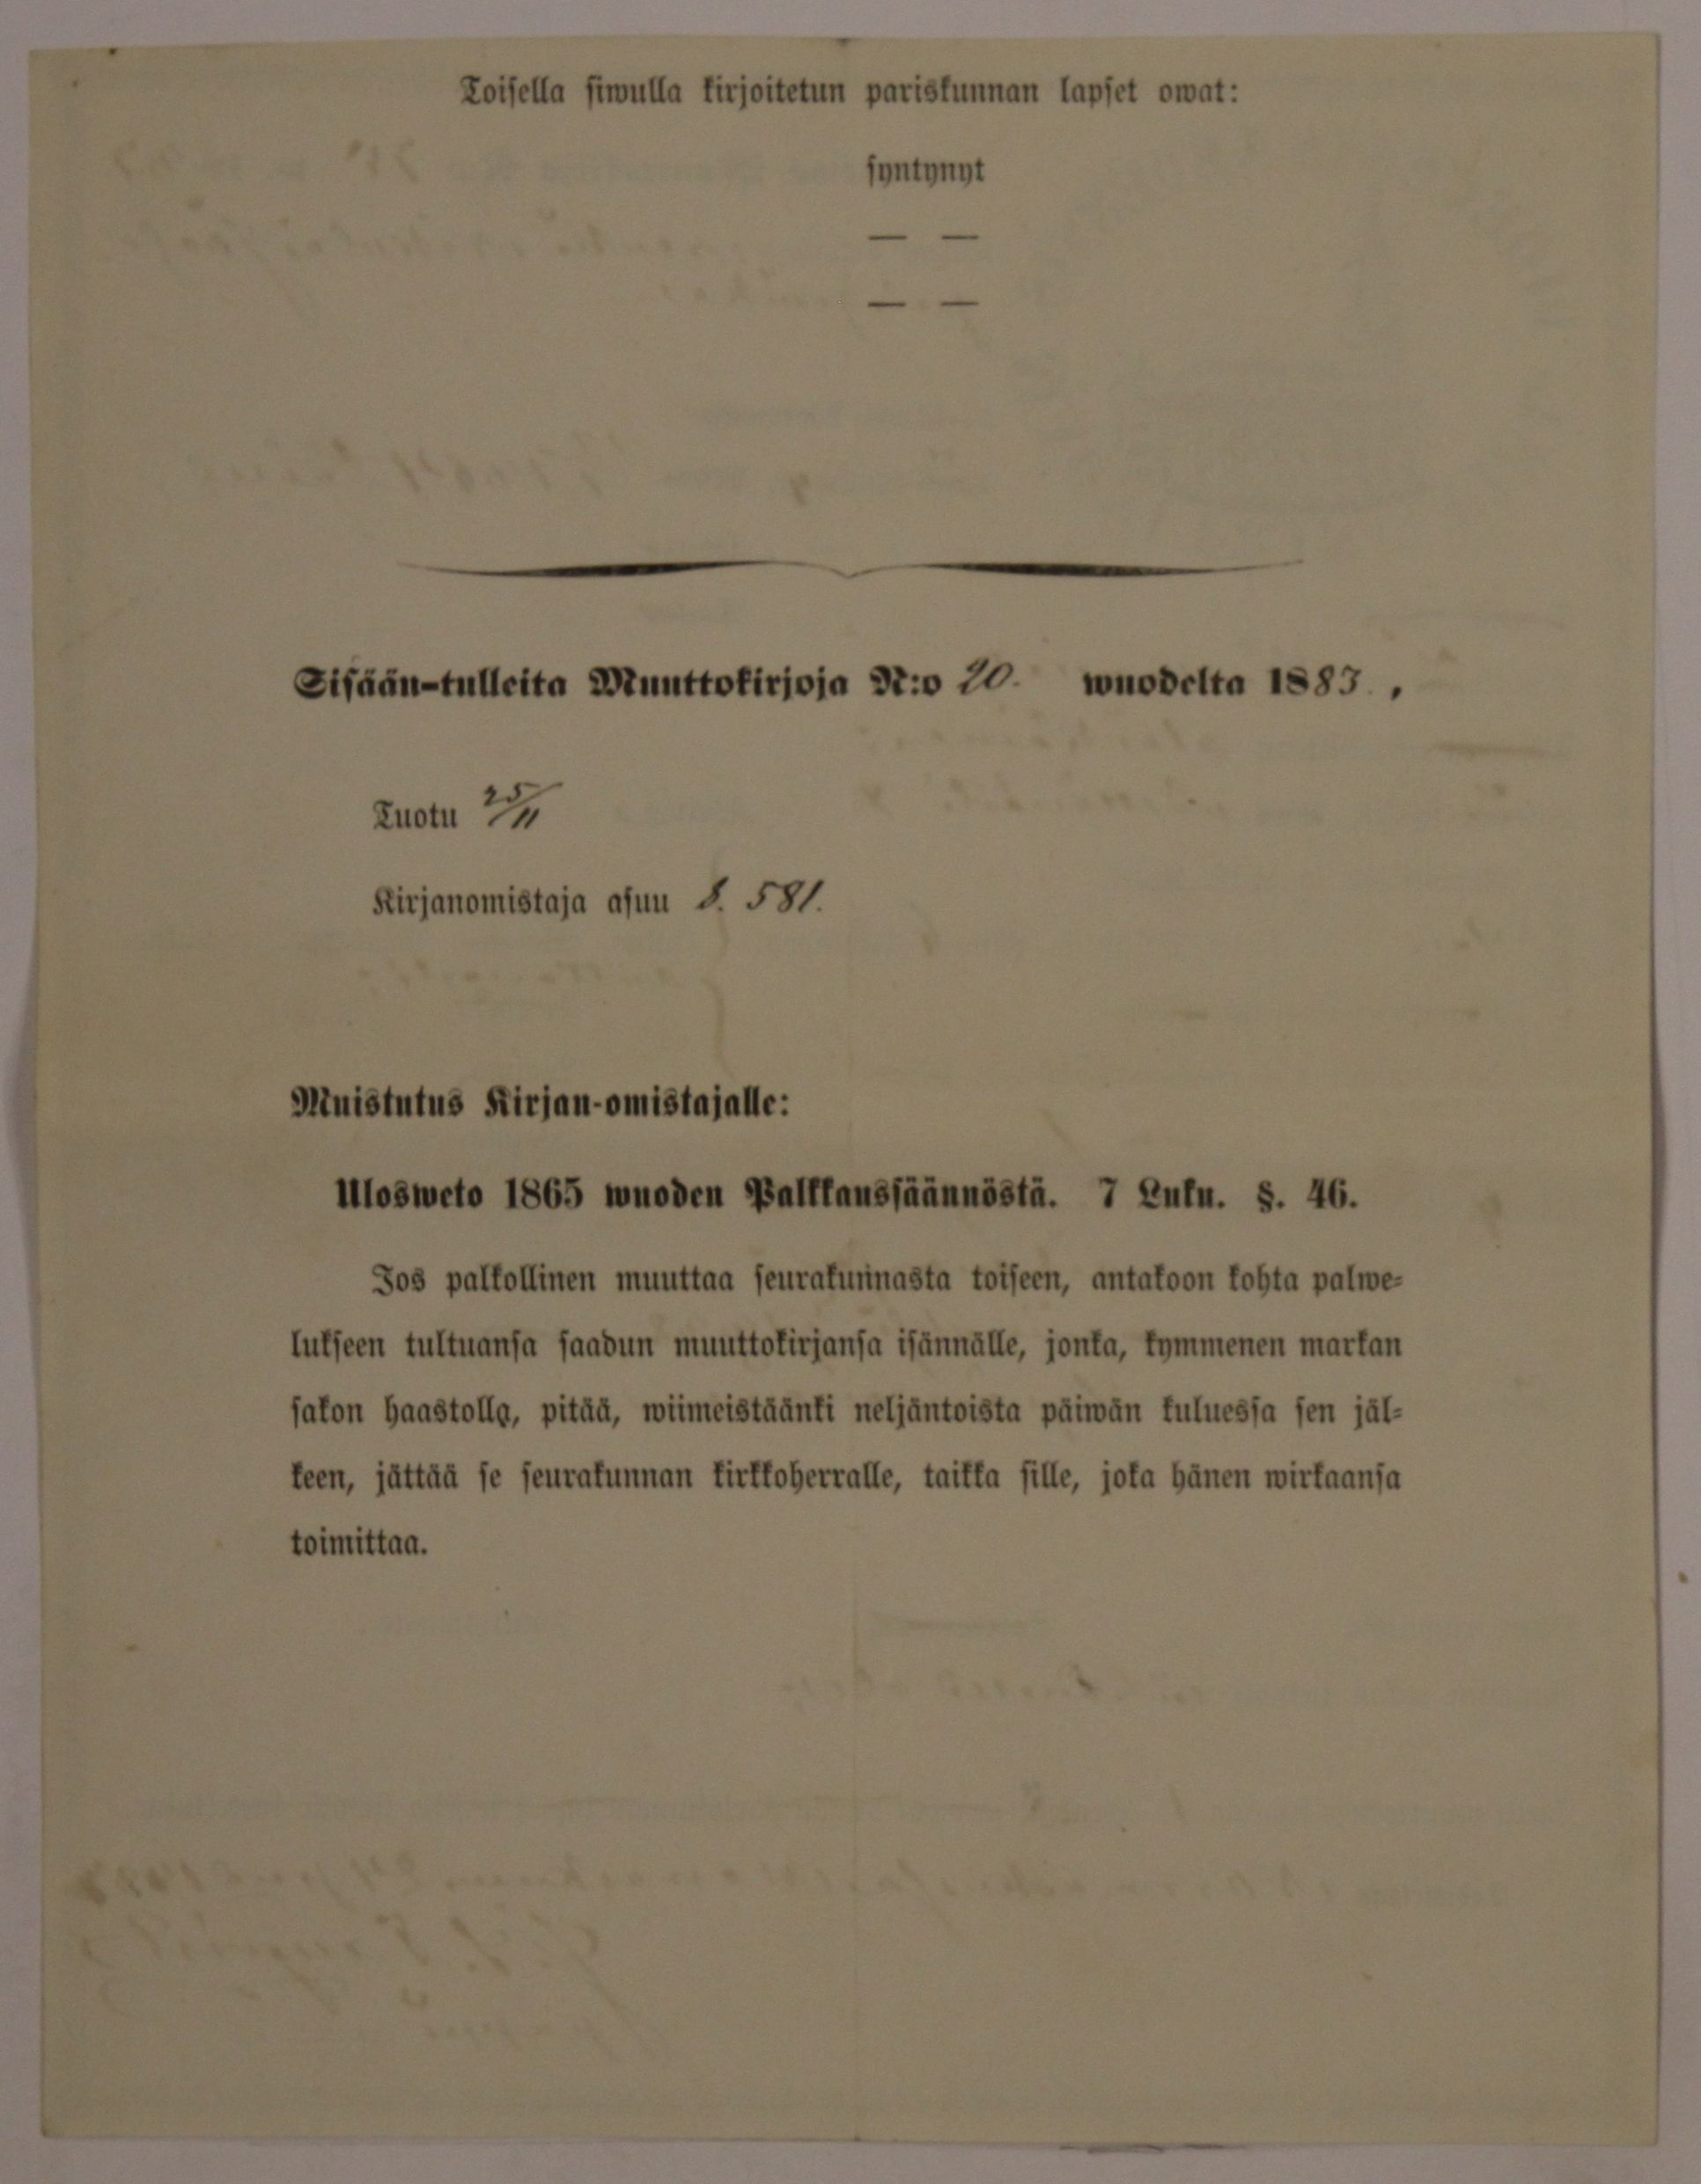 Toisella siwulla kirjoitetun pariskunnan lapset owat:
syntynyt
— —
— —
Sisään-tulleita Muuttokirjoja N:o 20. wuodelta 1883.,
Tuotu 25/11
Kirjanomistaja asuu S. 581.
Muistutus Kirjan-omistajalle:
Ulosweto 1865 wuoden Palkkaussäännöstä. 7 Luku. §. 46.
Jos palkollinen muuttaa seurakunnasta toiseen, antakoon kohta palwe-
lukseen tultuansa saadun muuttokirjansa isännälle, jonka, kymmenen markan
sakon haastolla, pitää, wiimeistäänki neljäntoista päiwän kuluessa sen jäl-
keen, jättää se seurakunnan kirkkoherralle, taikka sille, joka hänen wirkaansa
toimittaa.